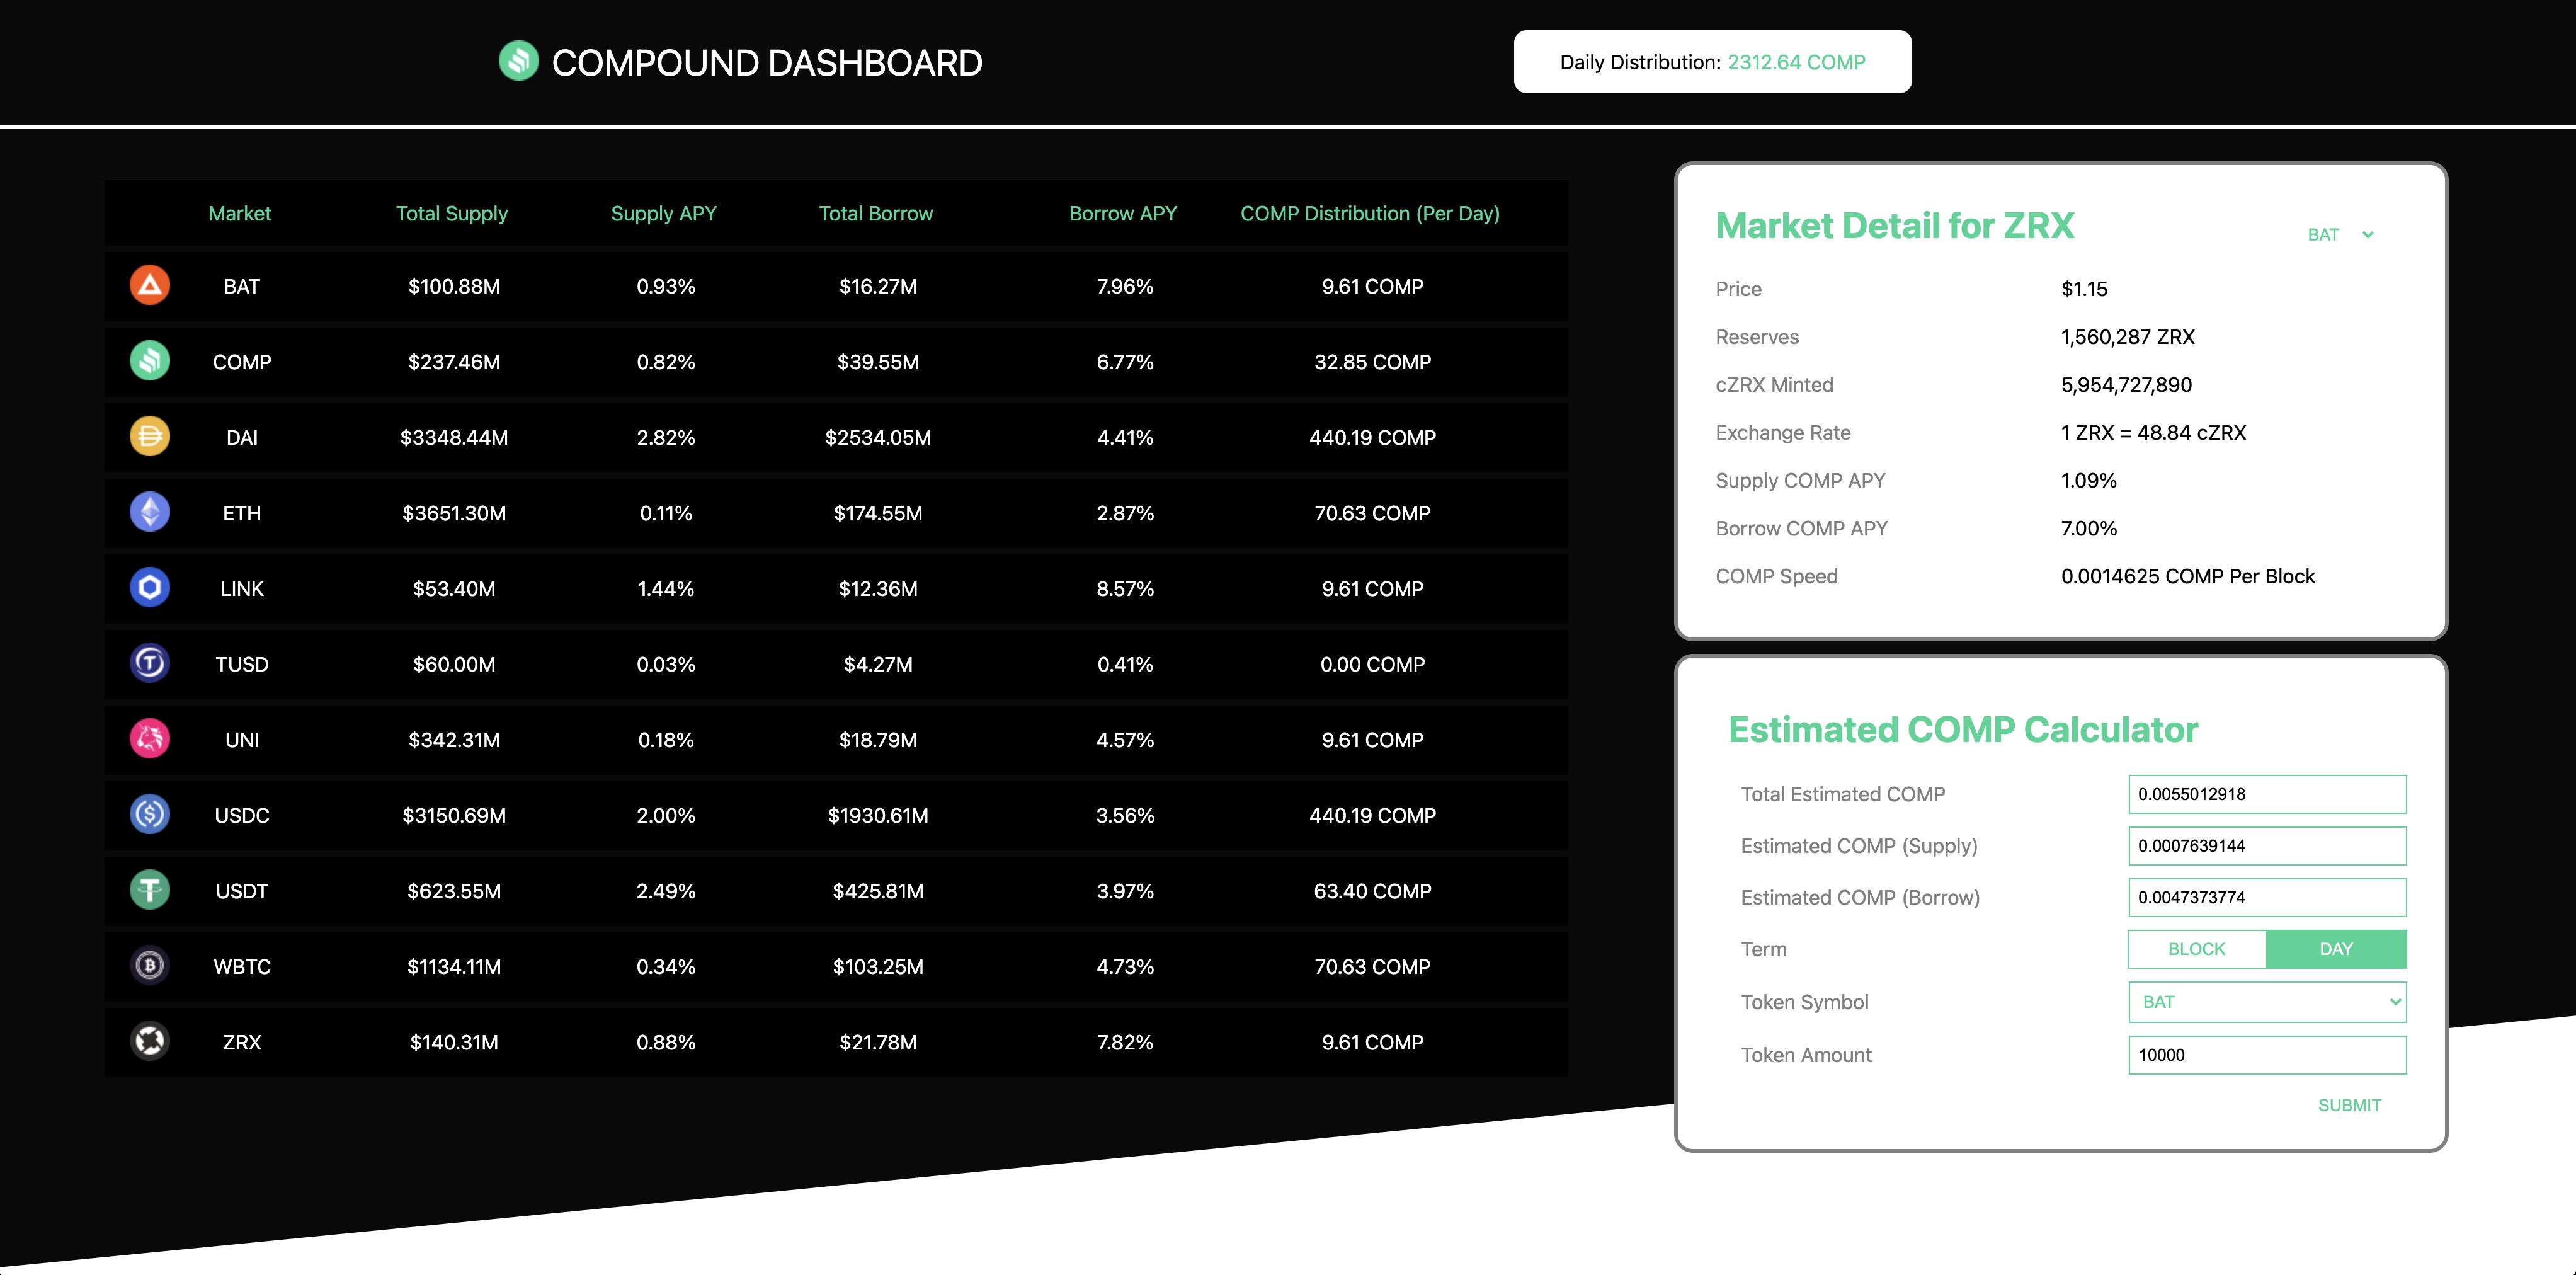 COMPOUND DASHBOARD
Daily Distribution: 2312.64 COMP
Market Total Supply Supply APY Total Borrow Borrow APY COMP Distribution (Per Day)
BAT $100.88M 0.93% $16.27M 7.96% 9.61 COMP
COMP $237.46M 0.82% $39.55M 6.77% 32.85 COMP
DAI $3348.44M 2.82% $2534.05M 4.41% 440.19 COMP
ETH $3651.30M 0.11% $174.55M 2.87% 70.63 COMP
LINK $53.40M 1.44% $12.36M 8.57% 9.61 COMP
TUSD $60.00M 0.03% $4.27M 0.41% 0.00 COMP
UNI $342.31M 0.18% $18.79M 4.57% 9.61 COMP
USDC $3150.69M 2.00% $1930.61M 3.56% 440.19 COMP
USDT $623.55M 2.49% $425.81M 3.97% 63.40 COMP
WBTC $1134.11M 0.34% $103.25M 4.73% 70.63 COMP
ZRX $140.31M 0.88% $21.78M 7.82% 9.61 COMP
Market Detail for ZRX BAT
Price $1.15
Reserves 1,560,287 ZRX
cZRX Minted 5,954,727,890
Exchange Rate 1 ZRX = 48.84 cZRX
Supply COMP APY 1.09%
Borrow COMP APY 7.00%
COMP Speed 0.0014625 COMP Per Block
Estimated COMP Calculator
Total Estimated COMP 0.0055012918
Estimated COMP (Supply) 0.0007639144
Estimated COMP (Borrow) 0.0047373774
Term BLOCK DAY
Token Symbol BAT
Token Amount 10000
SUBMIT